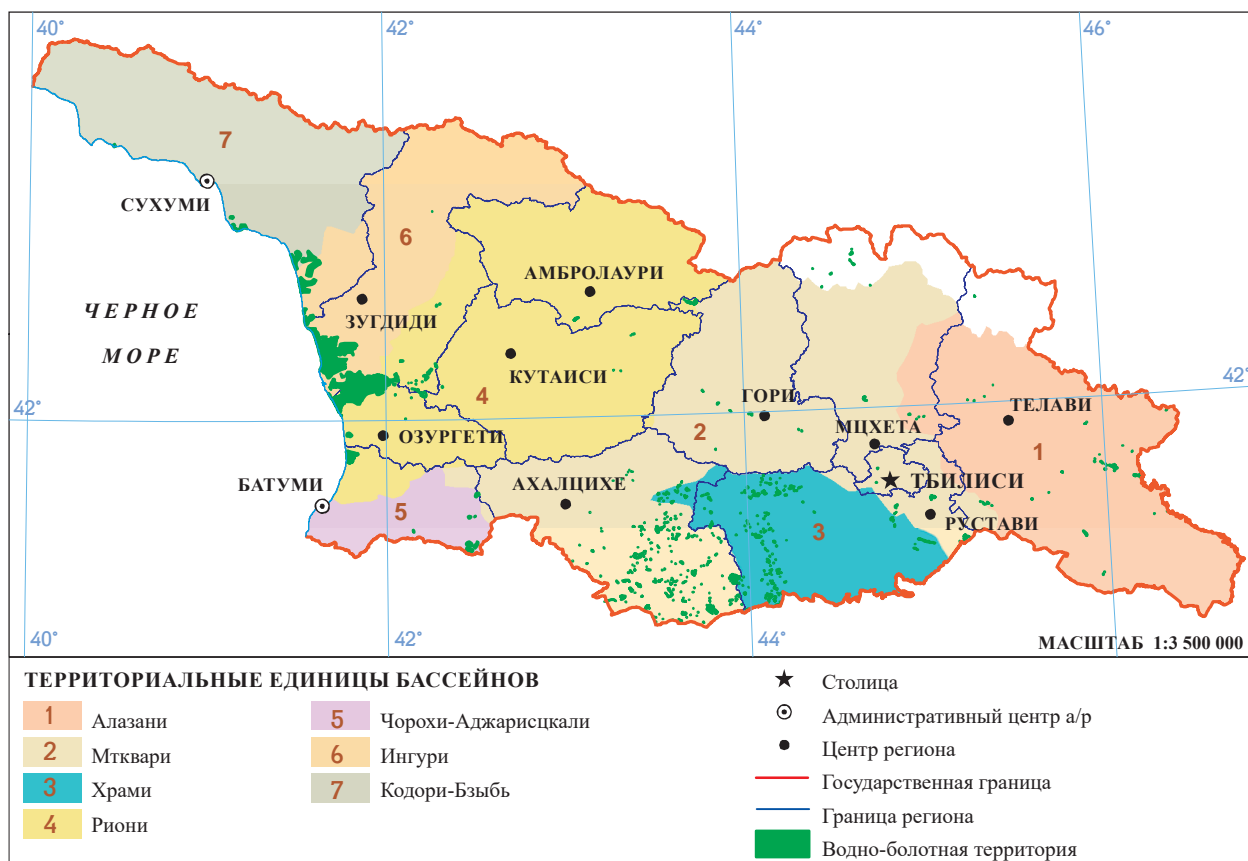 40°
42°
44°
46°
7
СУХУМИ
6
АМБРОЛАУРИ
ЧЕРНОЕ
МОРЕ
ЗУГДИДИ
КУТАИСИ
4
42°
42°
ГОРИ
ТЕЛАВИ
МЦХЕТА
2
1
ОЗУРГЕТИ
БАТУМИ
АХАЛЦИХЕ
ТБИЛИСИ
5
3
РУСТАВИ
40°
42°
44°
МАСШТАБ 1:3 500 000
ТЕРРИТОРИАЛЬНЫЕ ЕДИНИЦЫ БАССЕЙНОВ
1 Алазани
2 Мтквари
3 Храми
4 Риони
5 Чорохи-Аджарисцкали
6 Ингури
7 Кодори-Бзыбь
Столица
Административный центр а/р
Центр региона
Государственная граница
Граница региона
Водно-болотная территория